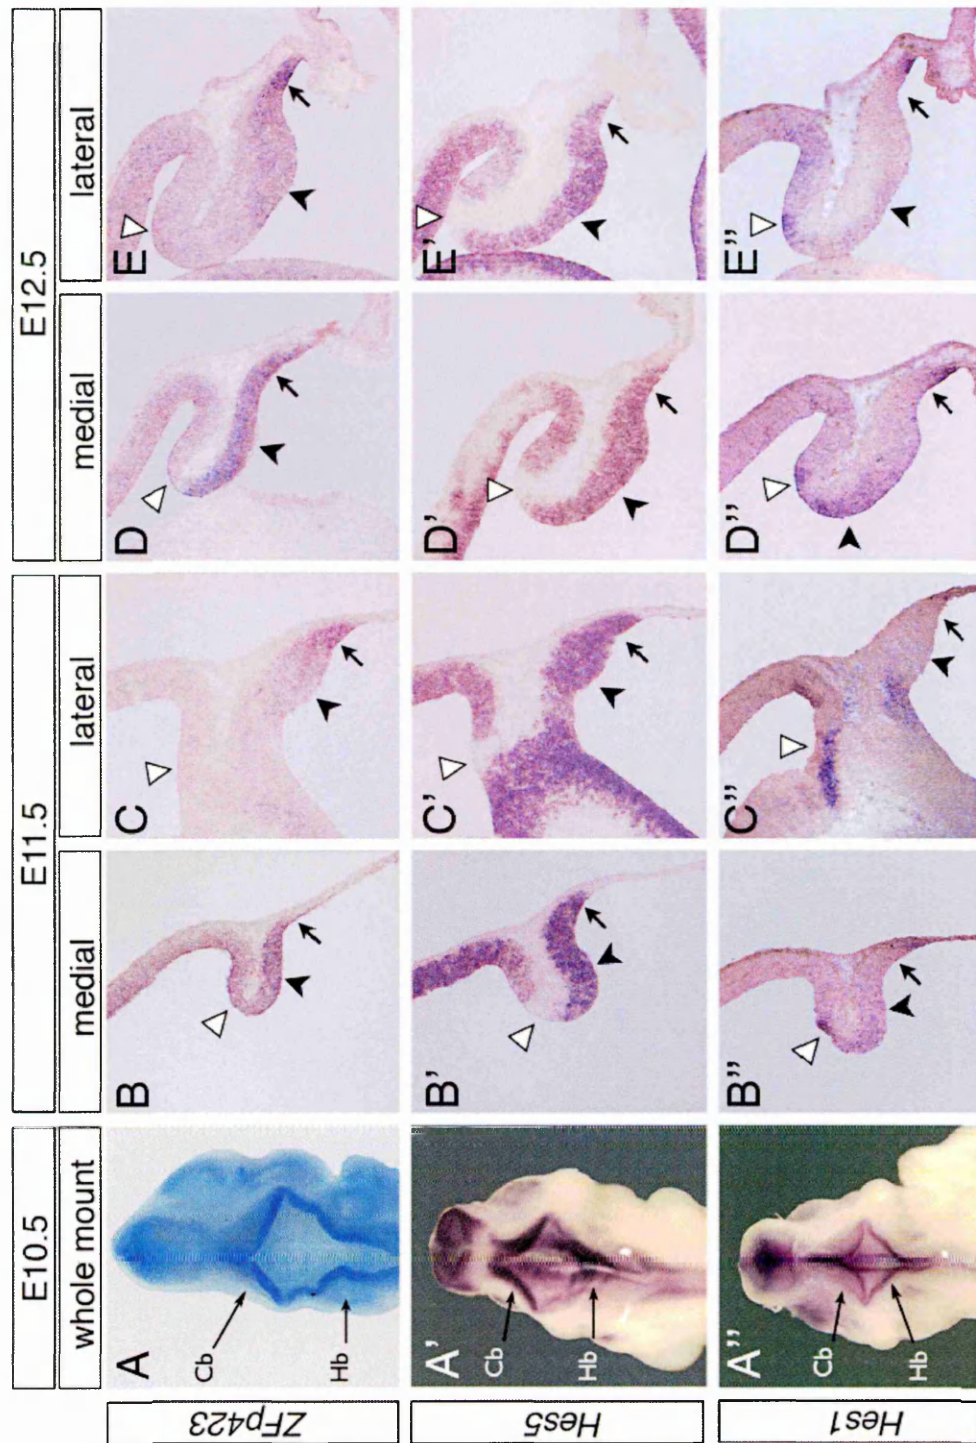 E10.5
E11.5
E12.5
whole mount
medial
lateral
medial
lateral
ZFp423
A
Cb
Hb
B
C
D
E
Hes5
A'
Cb
Hb
B'
C'
D'
E'
Hes1
A''
Cb
Hb
B''
C''
D''
E''